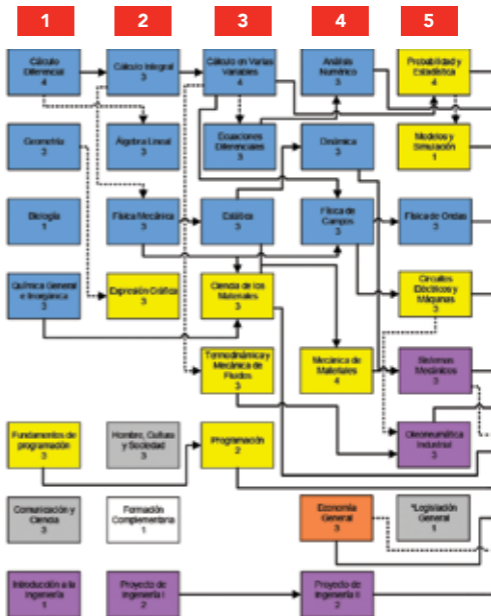 1 2 3 4 5
Cálculo
Diferencial
4
Cálculo Integral
3
Cálculo en Varias
Variables
4
Análisis
Numérico
3
Probabilidad y
Estadística
4
Geometría
3
Álgebra Lineal
3
Ecuaciones
Diferenciales
3
Dinámica
3
Modelos y
Simulación
1
Biología
1
Física Mecánica
3
Estática
3
Física de
Campos
3
Física de Ondas
3
Química General
e Inorgánica
3
Expresión Gráfica
3
Ciencia de los
Materiales
3
Circuitos
Eléctricos y
Máquinas
3
Termodinámica y
Mecánica de
Fluidos
3
Mecánica de
Materiales
4
Sistemas
Mecánicos
3
Fundamentos de
programación
3
Hombre, Cultura
y Sociedad
3
Programación
2
Oleoneumática
Industrial
3
Comunicación y
Ciencia
3
Formación
Complementaria
1
Economía
General
3
*Legislación
General
1
Introducción a la
Ingeniería
1
Proyecto de
Ingeniería I
2
Proyecto de
Ingeniería II
2